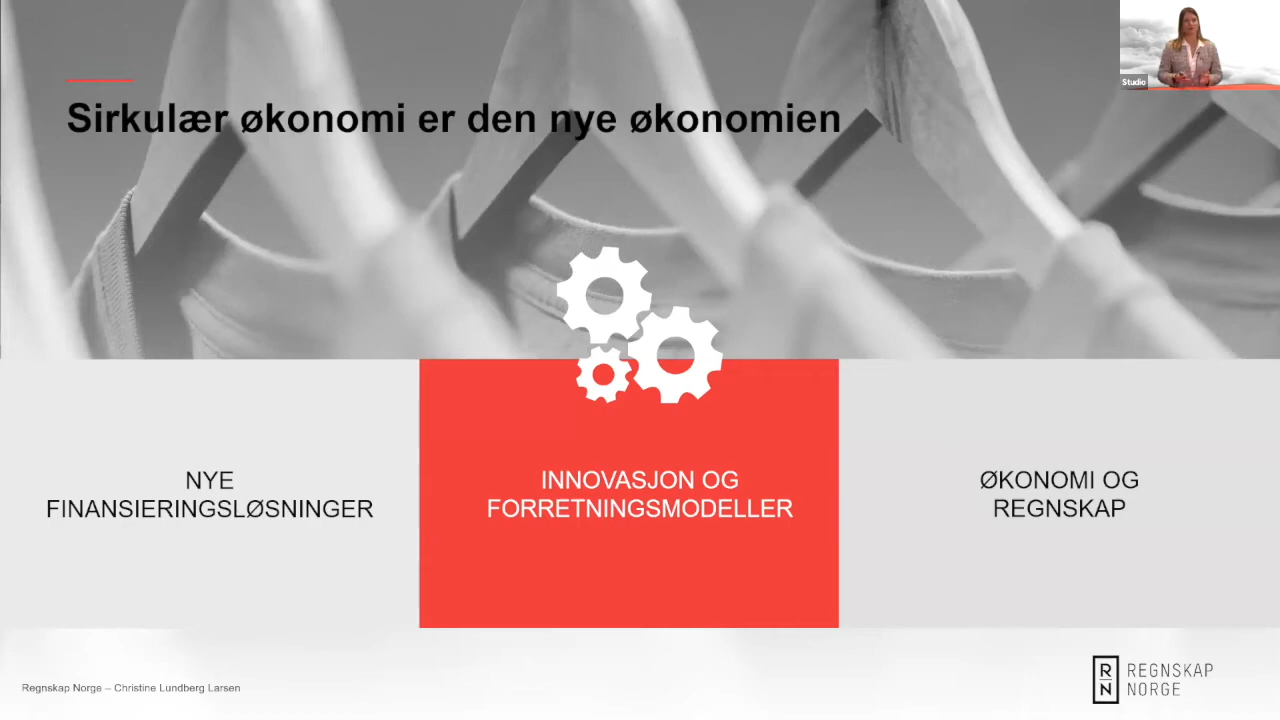 Studio
Sirkulær økonomi er den nye økonomien
NYE
FINANSIERINGSLØSNINGER
INNOVASJON OG
FORRETNINGSMODELLER
ØKONOMI OG
REGNSKAP
Regnskap Norge – Christine Lundberg Larsen
RN
REGNSKAP
NORGE